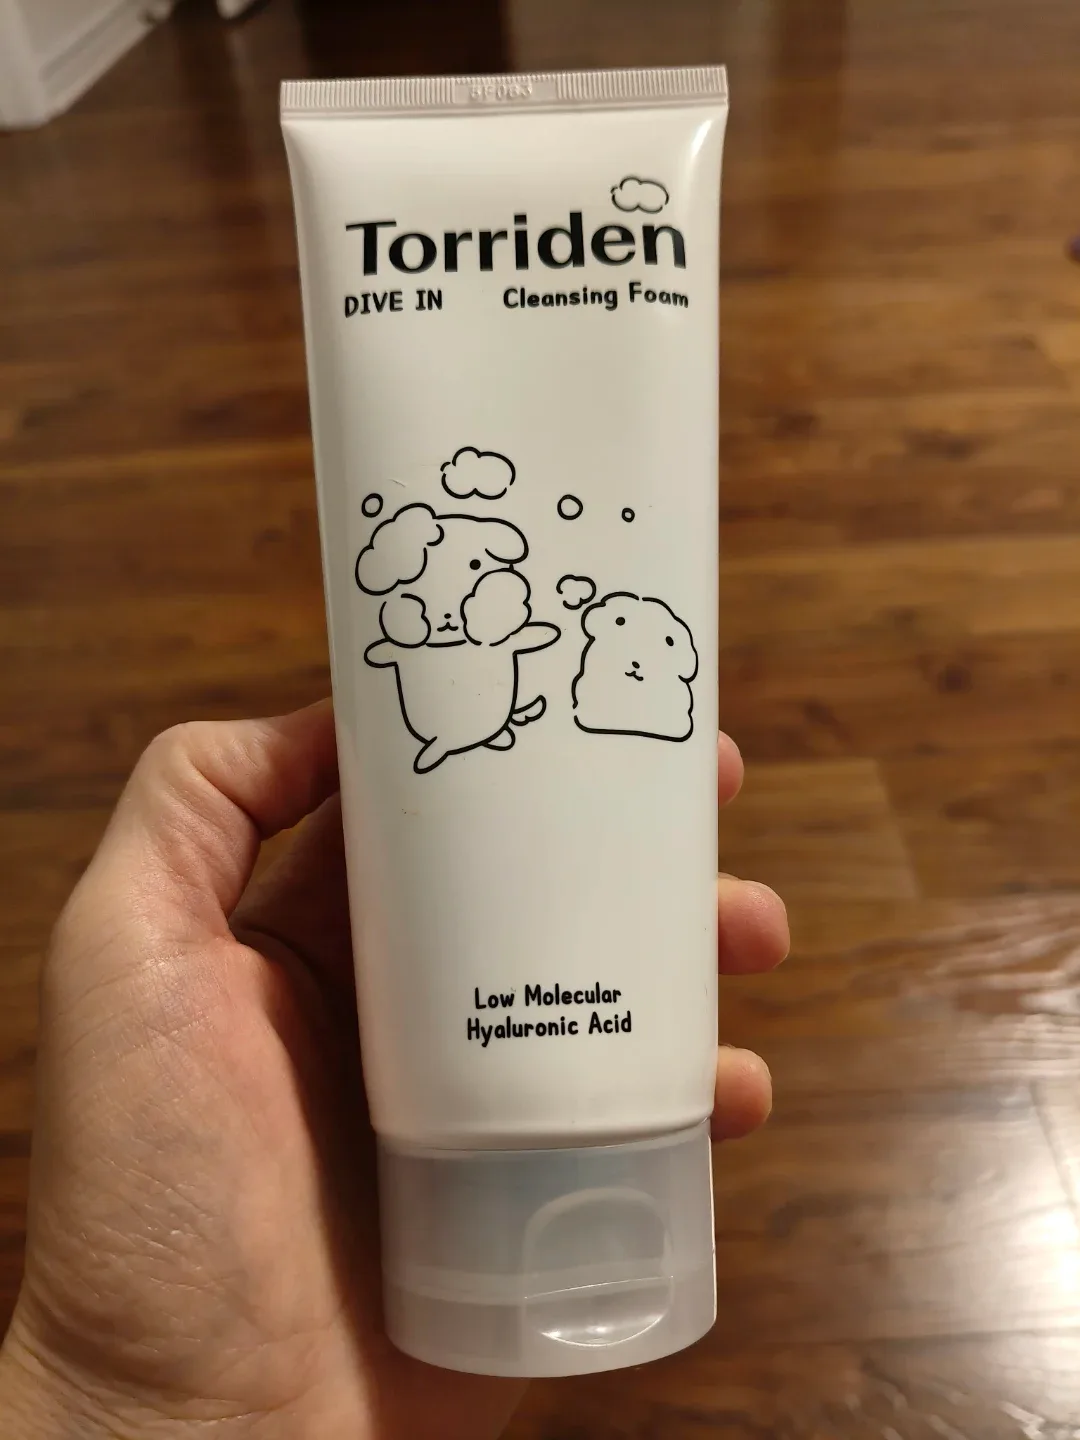 Torriden
DIVE IN Cleansing Foam
Low Molecular
Hyaluronic Acid